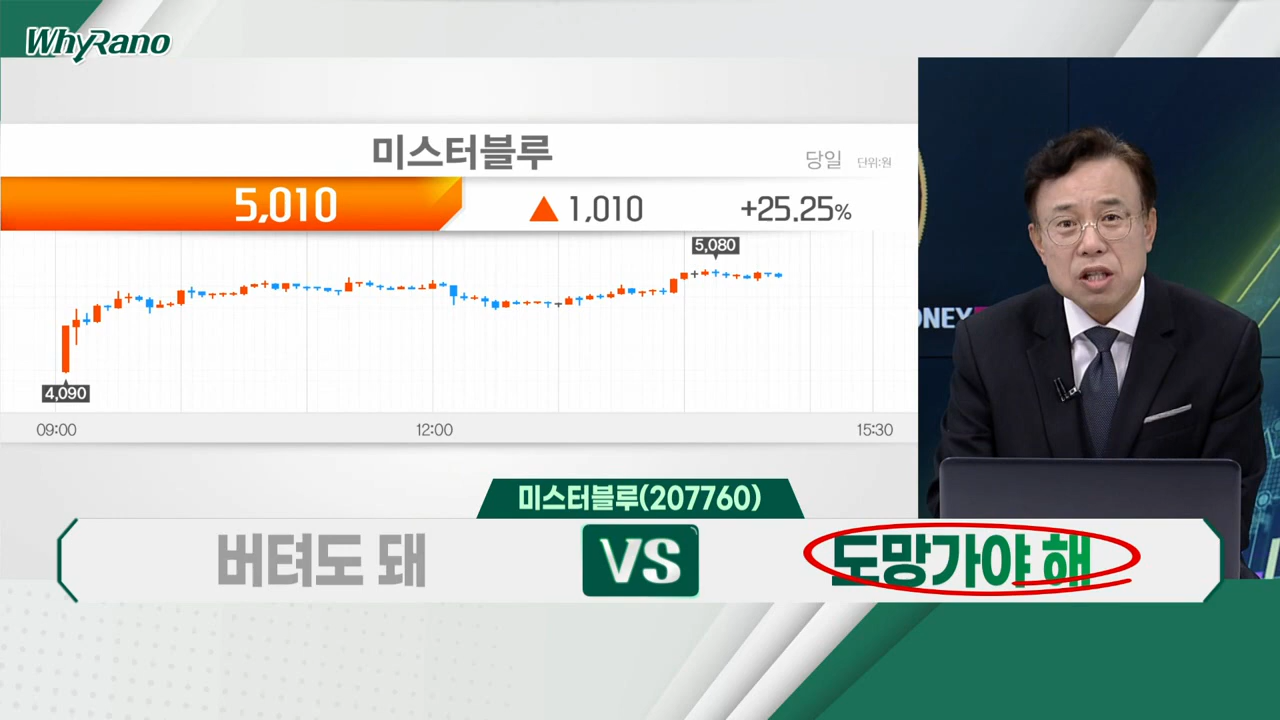 WhyRano
미스터블루
당일 단위:원
5,010 ▲ 1,010 +25.25%
5,080
4,090
09:00 12:00 15:30
미스터블루(207760)
버텨도 돼 VS 도망가야 해